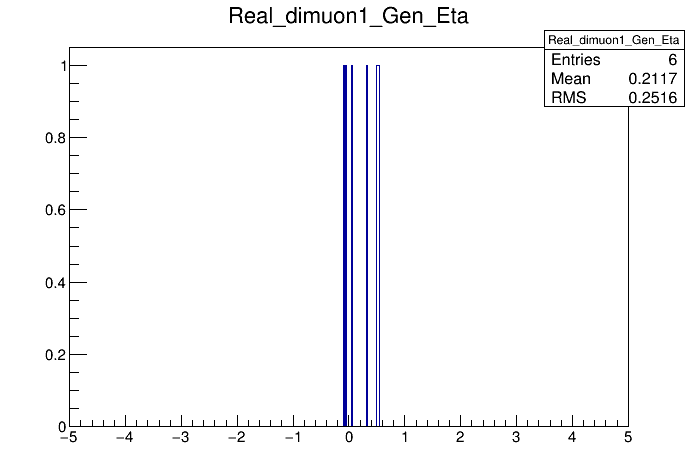 Real_dimuon1_Gen_Eta
Real_dimuon1_Gen_Eta
Entries 6
Mean 0.2117
RMS 0.2516
1
0.8
0.6
0.4
0.2
0
−5 −4 −3 −2 −1 0 1 2 3 4 5